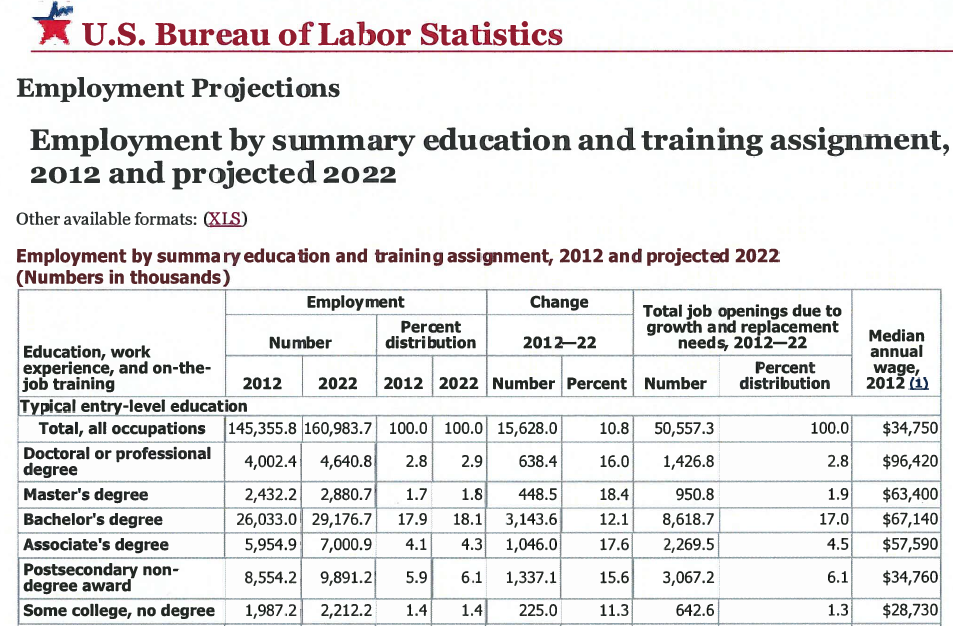 U.S. Bureau of Labor Statistics
Employment Projections
Employment by summary education and training assignment,
2012 and projected 2022
Other available formats: (XLS)
Employment by summary education and training assignment, 2012 and projected 2022
(Numbers in thousands)
Education, work experience, and on-the-job training | Employment | Change | Total job openings due to growth and replacement needs, 2012—22 | Median annual wage, 2012 (1)
Number | Percent distribution | 2012—22
2012 | 2022 | 2012 | 2022 | Number | Percent | Number | Percent distribution
Typical entry-level education
Total, all occupations | 145,355.8 | 160,983.7 | 100.0 | 100.0 | 15,628.0 | 10.8 | 50,557.3 | 100.0 | $34,750
Doctoral or professional degree | 4,002.4 | 4,640.8 | 2.8 | 2.9 | 638.4 | 16.0 | 1,426.8 | 2.8 | $96,420
Master's degree | 2,432.2 | 2,880.7 | 1.7 | 1.8 | 448.5 | 18.4 | 950.8 | 1.9 | $63,400
Bachelor's degree | 26,033.0 | 29,176.7 | 17.9 | 18.1 | 3,143.6 | 12.1 | 8,618.7 | 17.0 | $67,140
Associate's degree | 5,954.9 | 7,000.9 | 4.1 | 4.3 | 1,046.0 | 17.6 | 2,269.5 | 4.5 | $57,590
Postsecondary non-degree award | 8,554.2 | 9,891.2 | 5.9 | 6.1 | 1,337.1 | 15.6 | 3,067.2 | 6.1 | $34,760
Some college, no degree | 1,987.2 | 2,212.2 | 1.4 | 1.4 | 225.0 | 11.3 | 642.6 | 1.3 | $28,730